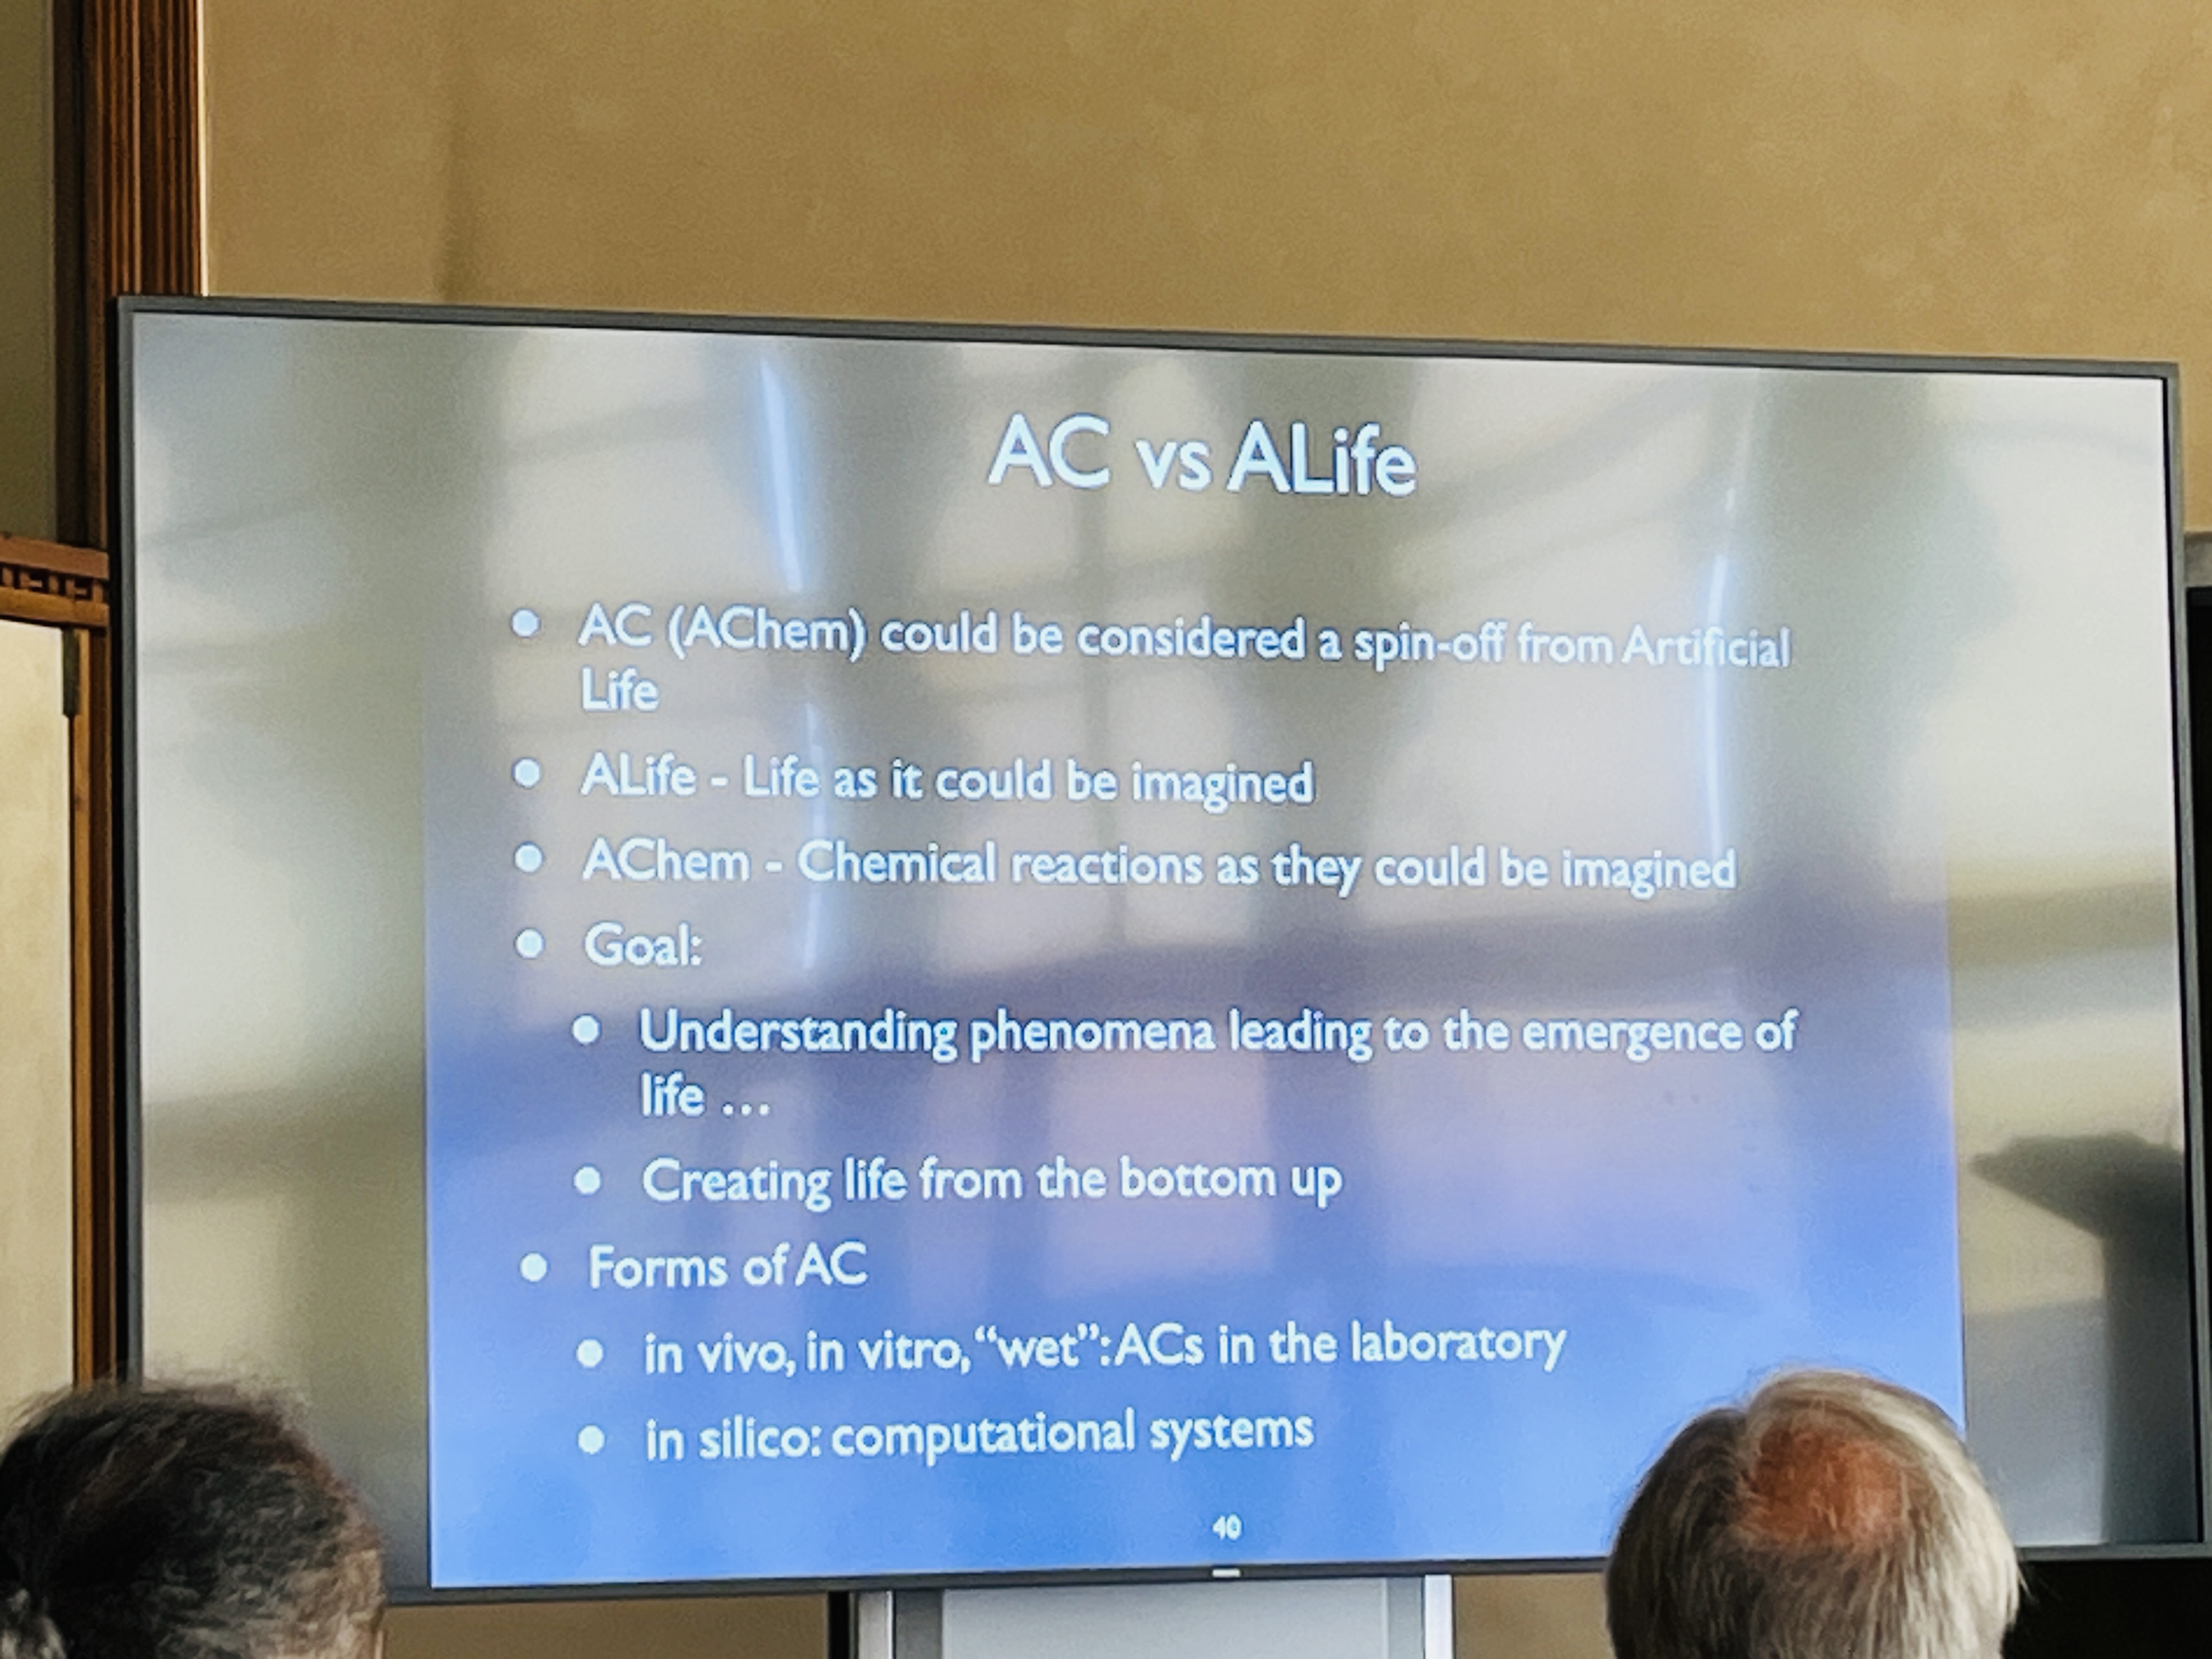 AC vs ALife
• AC (AChem) could be considered a spin-off from Artificial
Life
• ALife - Life as it could be imagined
• AChem - Chemical reactions as they could be imagined
• Goal:
• Understanding phenomena leading to the emergence of
life ...
• Creating life from the bottom up
• Forms of AC
• in vivo, in vitro, “wet”: ACs in the laboratory
• in silico: computational systems
40